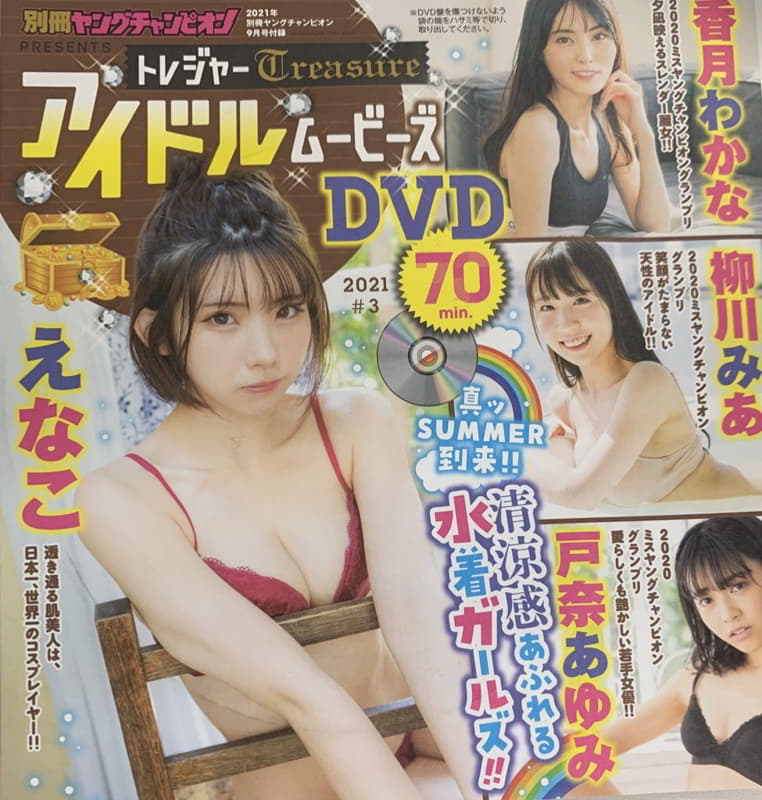 別冊ヤングチャンピオン
2021年
別冊ヤングチャンピオン
9月号付録
PRESENTS
※DVD盤を傷つけないよう
袋の端をハサミ等で切り、
取り出してください。
トレジャー Treasure
アイドルムービーズ
DVD
70
min.
2021
#3
香月わかな
2020ミスヤングチャンピオングランプリ
夕凪映えるスレンダー麗女!!
柳川みあ
2020ミスヤングチャンピオン
グランプリ
笑顔がたまらない
天性のアイドル!!
えなこ
透き通る肌美人は、
日本一、世界一のコスプレイヤー!!
真ッ
SUMMER
到来!!
清涼感あふれる
水着ガールズ!!
戸奈あゆみ
2020
ミスヤングチャンピオン
グランプリ
愛らしくも艶かしい若手女優!!